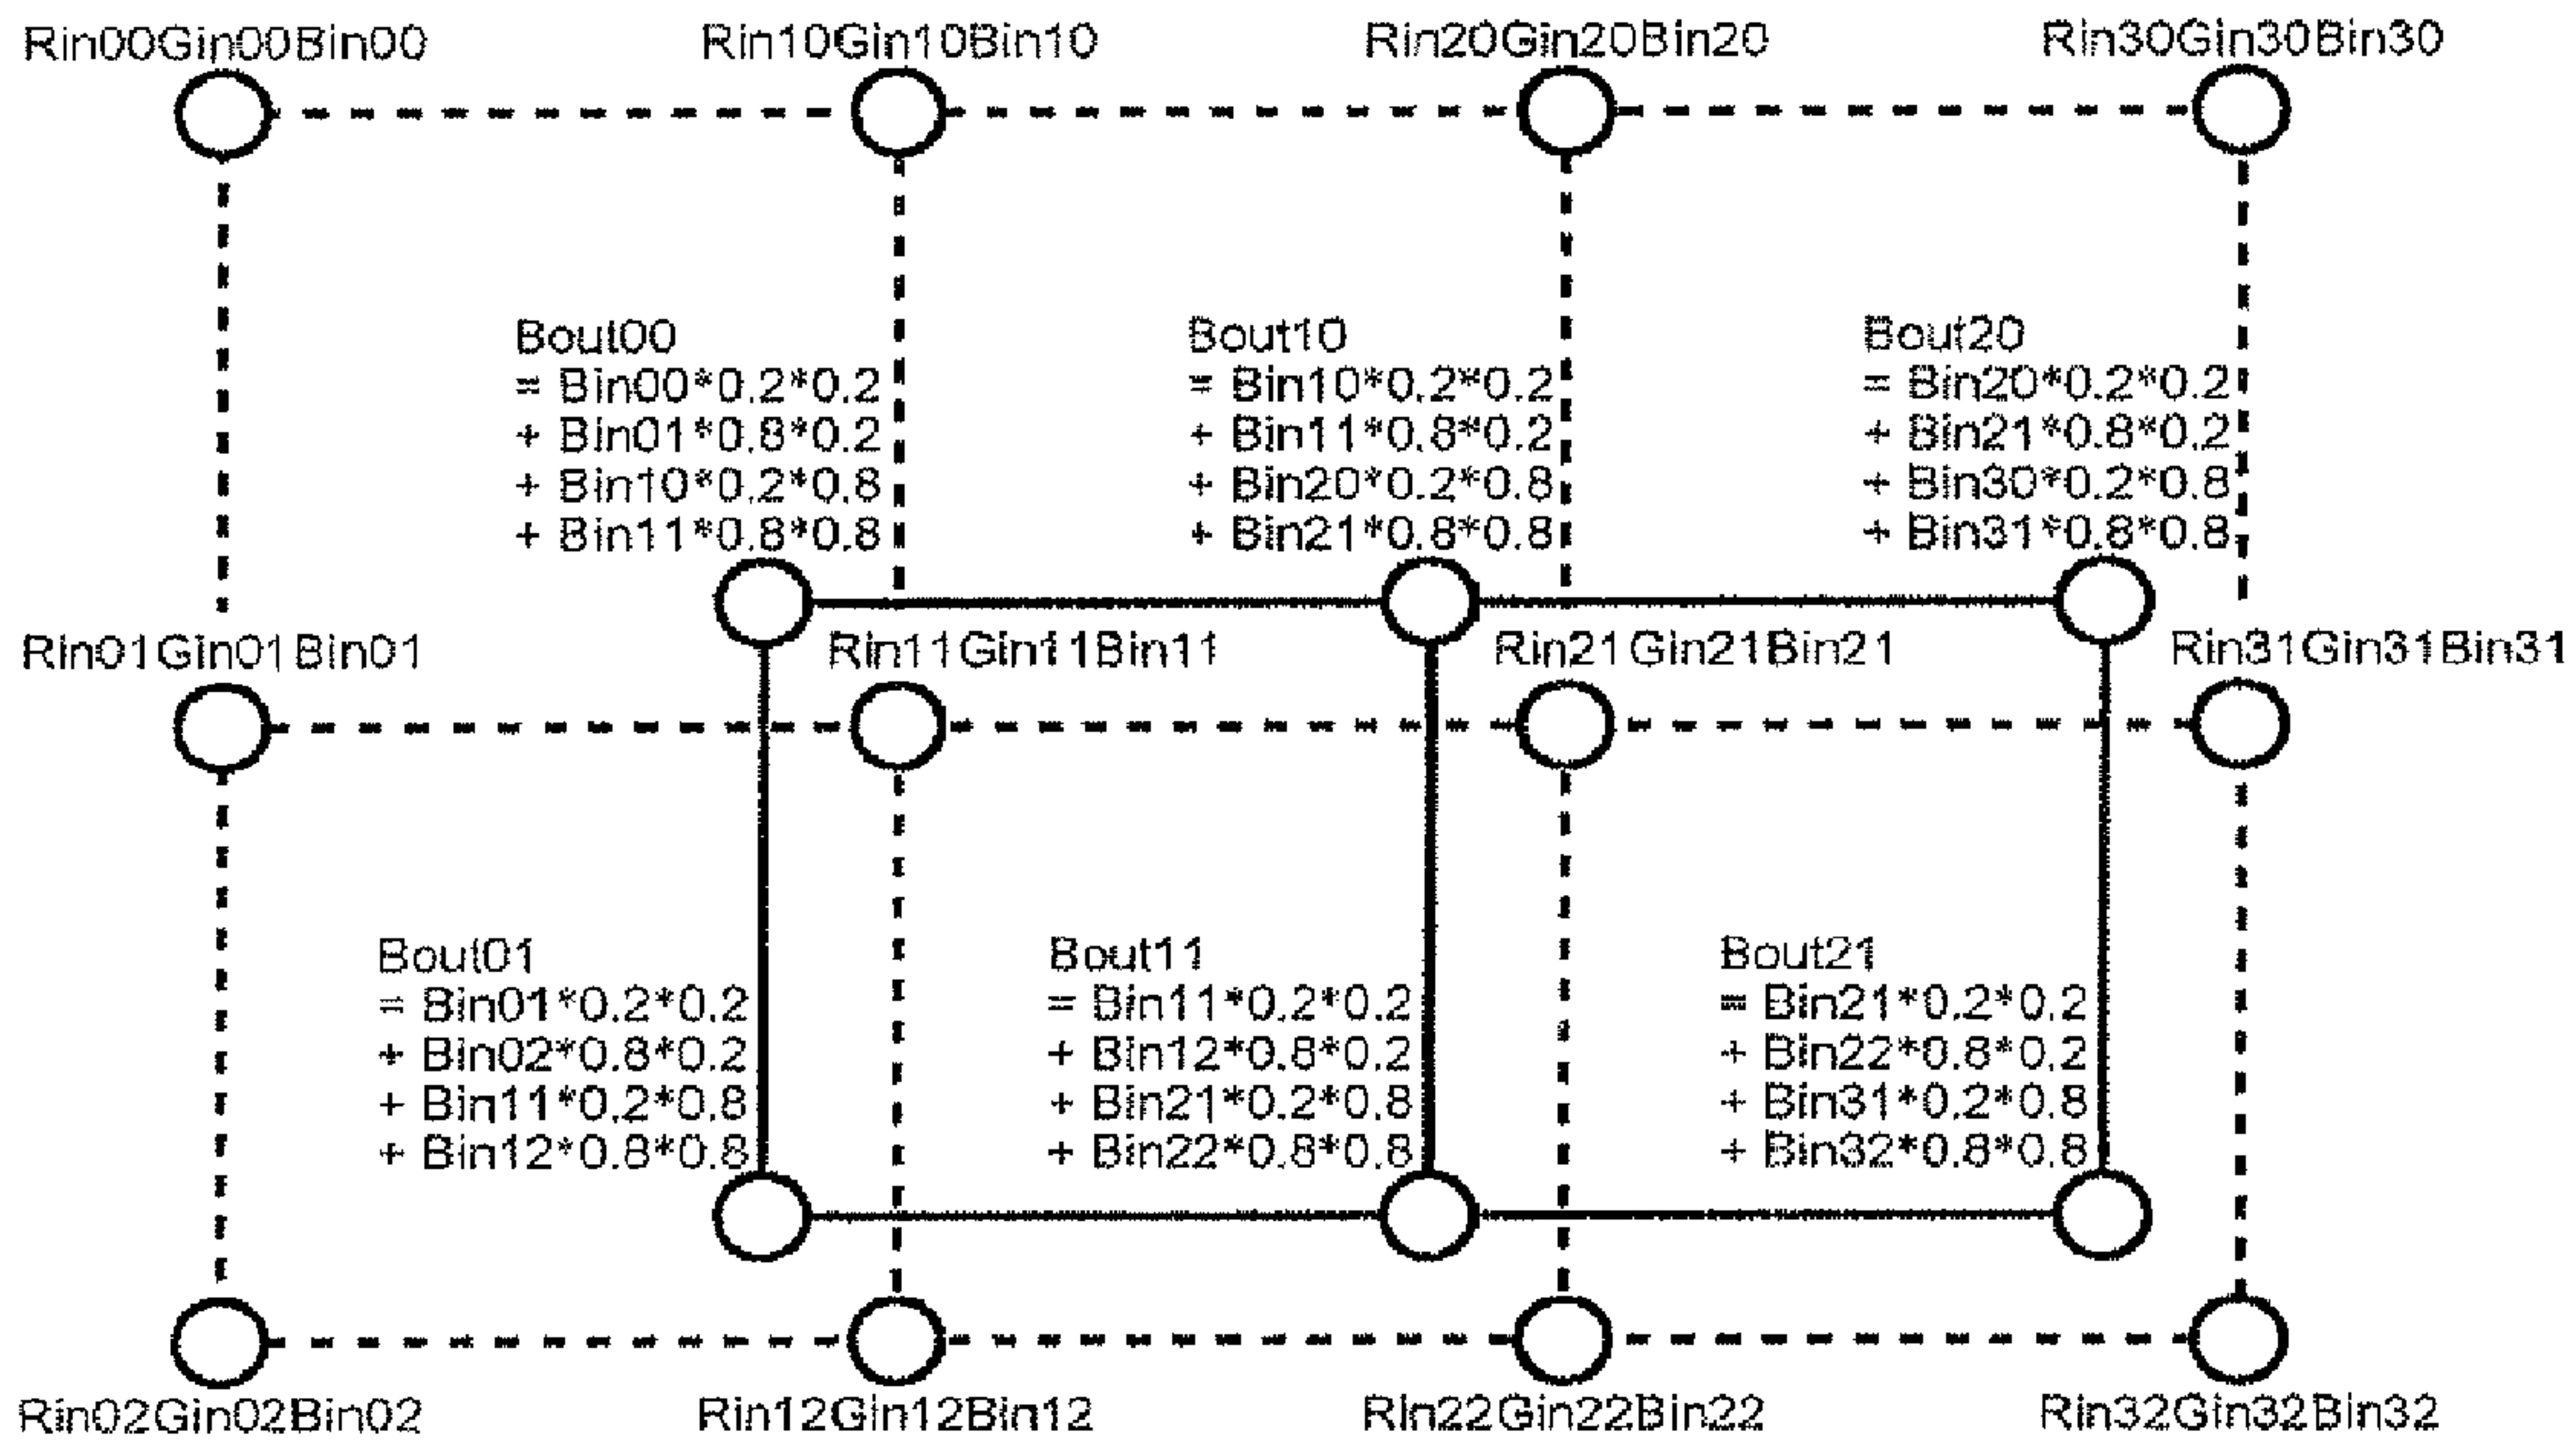 Rin00Gin00Bin00
Rin10Gin10Bin10
Rin20Gin20Bin20
Rin30Gin30Bin30
Bout00
= Bin00*0.2*0.2
+ Bin01*0.8*0.2
+ Bin10*0.2*0.8
+ Bin11*0.8*0.8
Bout10
= Bin10*0.2*0.2
+ Bin11*0.8*0.2
+ Bin20*0.2*0.8
+ Bin21*0.8*0.8
Bout20
= Bin20*0.2*0.2
+ Bin21*0.8*0.2
+ Bin30*0.2*0.8
+ Bin31*0.8*0.8
Rin01Gin01Bin01
Rin11Gin11Bin11
Rin21Gin21Bin21
Rin31Gin31Bin31
Bout01
= Bin01*0.2*0.2
+ Bin02*0.8*0.2
+ Bin11*0.2*0.8
+ Bin12*0.8*0.8
Bout11
= Bin11*0.2*0.2
+ Bin12*0.8*0.2
+ Bin21*0.2*0.8
+ Bin22*0.8*0.8
Bout21
= Bin21*0.2*0.2
+ Bin22*0.8*0.2
+ Bin31*0.2*0.8
+ Bin32*0.8*0.8
Rin02Gin02Bin02
Rin12Gin12Bin12
Rin22Gin22Bin22
Rin32Gin32Bin32